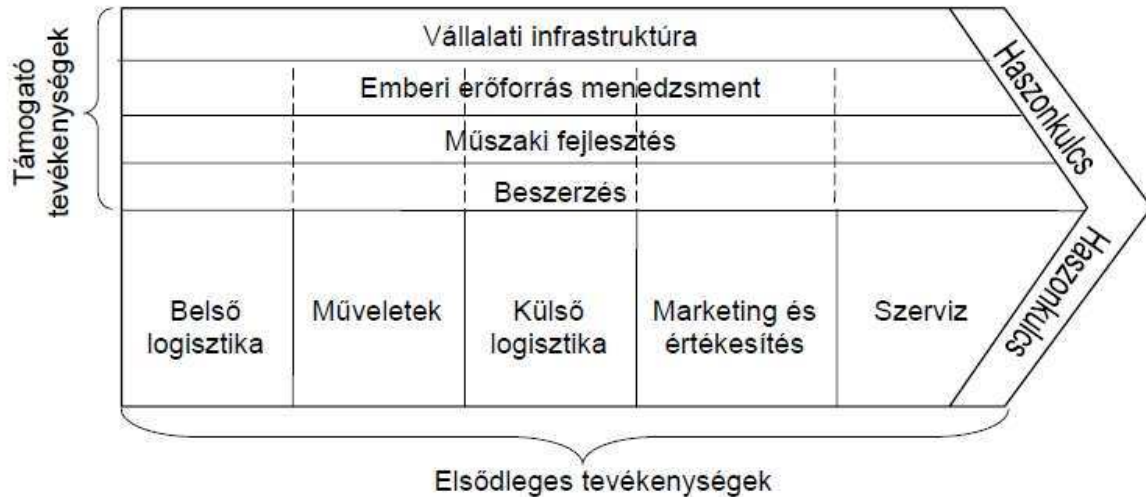 Támogató
tevékenységek
Vállalati infrastruktúra
Emberi erőforrás menedzsment
Műszaki fejlesztés
Beszerzés
Haszonkulcs
Haszonkulcs
Belső
logisztika
Műveletek
Külső
logisztika
Marketing és
értékesítés
Szerviz
Elsődleges tevékenységek